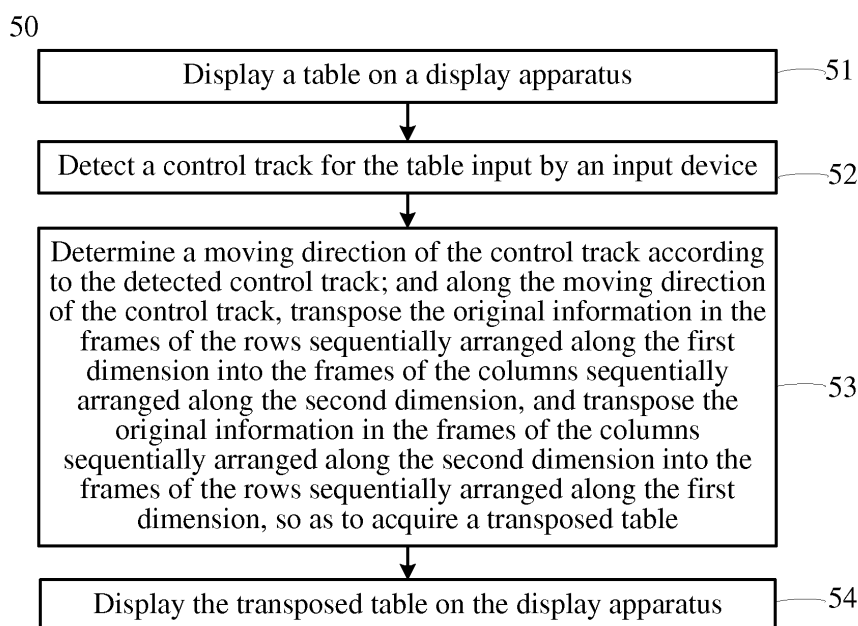 50
Display a table on a display apparatus
51
Detect a control track for the table input by an input device
52
Determine a moving direction of the control track according
to the detected control track; and along the moving direction
of the control track, transpose the original information in the
frames of the rows sequentially arranged along the first
dimension into the frames of the columns sequentially
arranged along the second dimension, and transpose the
original information in the frames of the columns
sequentially arranged along the second dimension into the
frames of the rows sequentially arranged along the first
dimension, so as to acquire a transposed table
53
Display the transposed table on the display apparatus
54